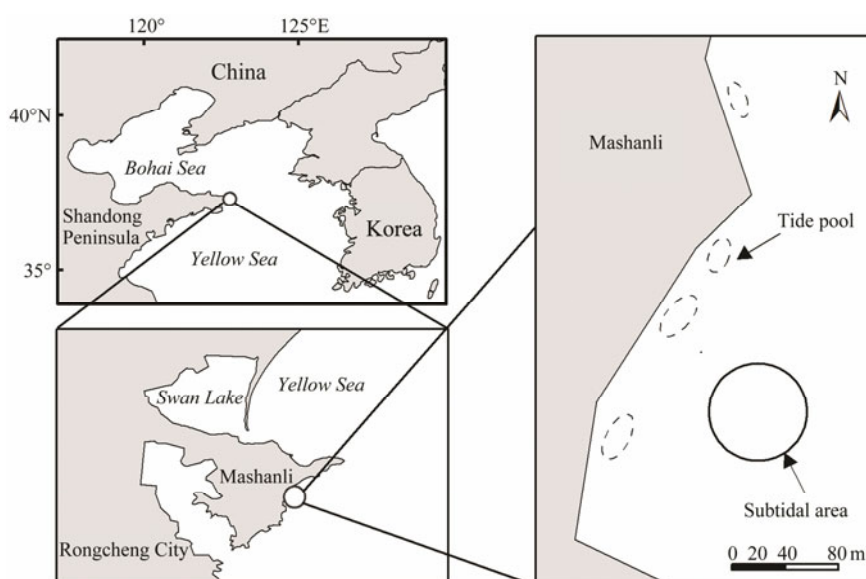 120°
125°
China
40°N
Bohai Sea
Shandong
Peninsula
Korea
35°
Yellow Sea
Swan Lake
Yellow Sea
Mashanli
Rongcheng City
N
Mashanli
Tide pool
Subtidal area
0 20 40 80 m